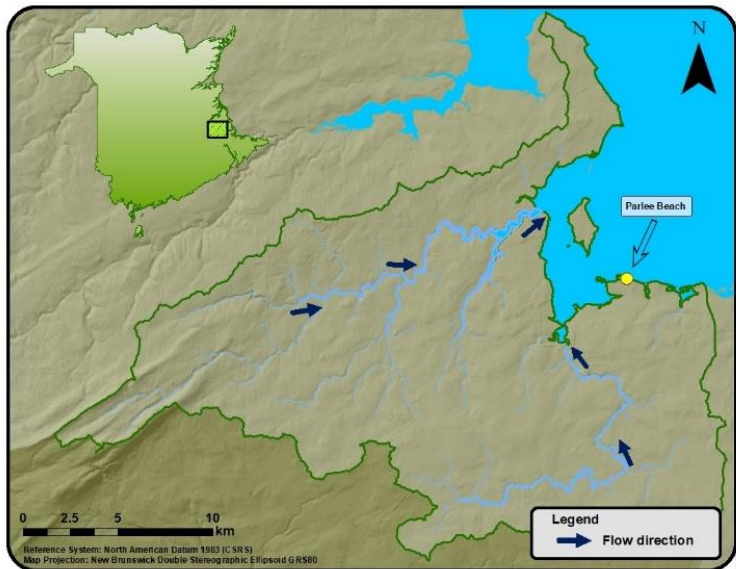 N
Parlee Beach
0 2.5 5 10
km
Reference System: North American Datum 1983 (CSRS)
Map Projection: New Brunswick Double Stereographic Ellipsoid GRS80
Legend
Flow direction